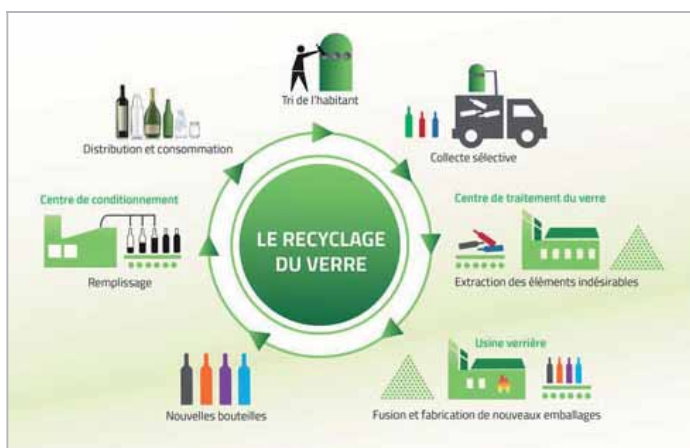 Tri de l'habitant
Distribution et consommation
Collecte sélective
Centre de conditionnement
Remplissage
LE RECYCLAGE
DU VERRE
Centre de traitement du verre
Extraction des éléments indésirables
Usine verrière
Fusion et fabrication de nouveaux emballages
Nouvelles bouteilles